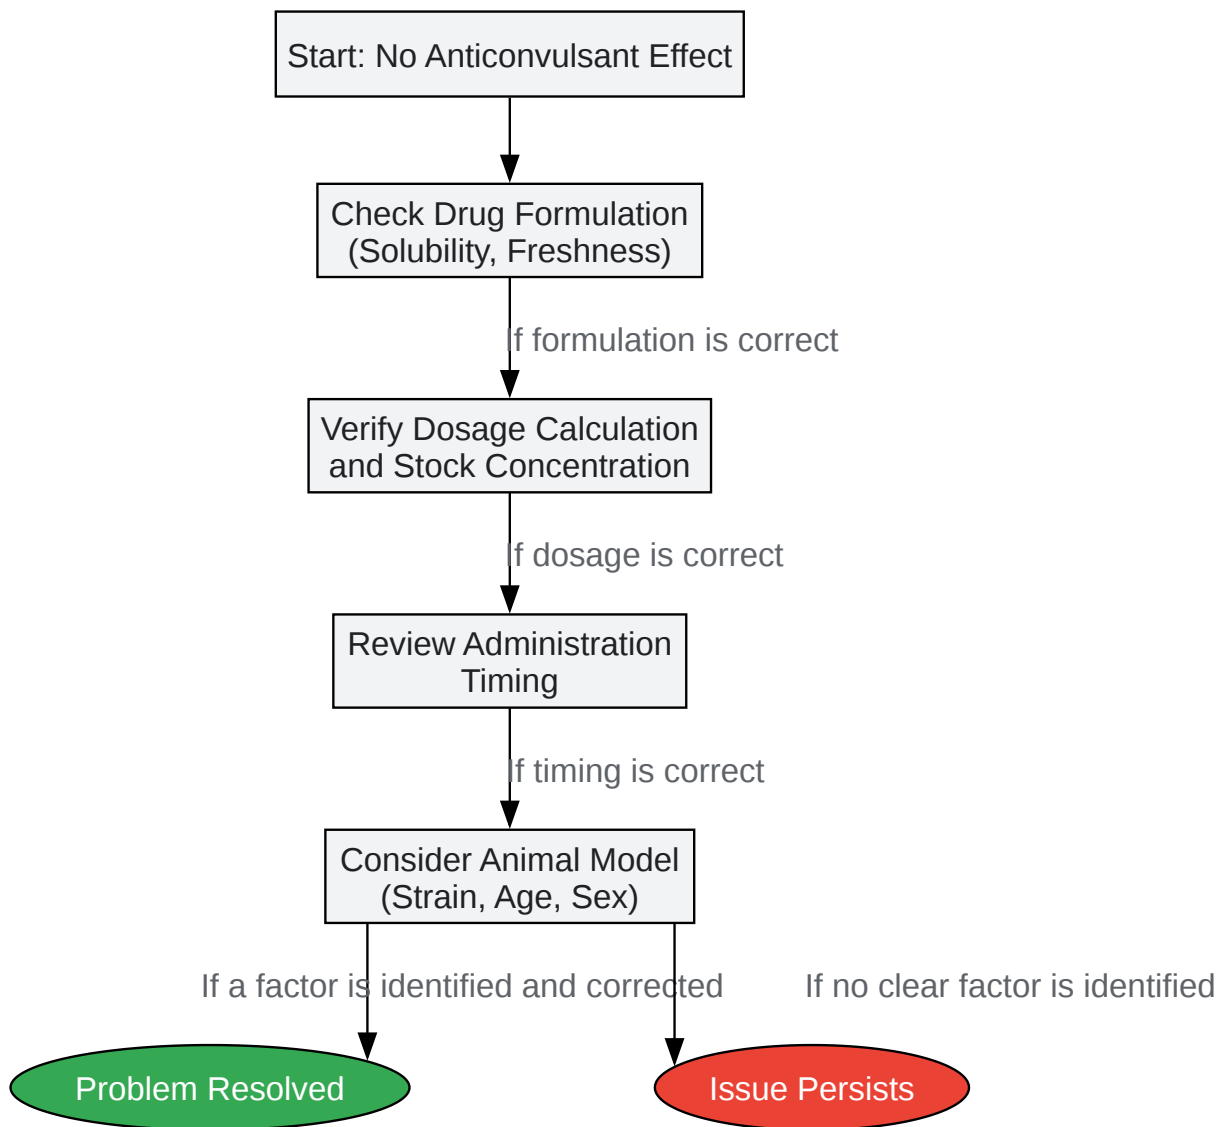 Start: No Anticonvulsant Effect
Check Drug Formulation
(Solubility, Freshness)
If formulation is correct
Verify Dosage Calculation
and Stock Concentration
If dosage is correct
Review Administration
Timing
If timing is correct
Consider Animal Model
(Strain, Age, Sex)
If a factor is identified and corrected
If no clear factor is identified
Problem Resolved
Issue Persists